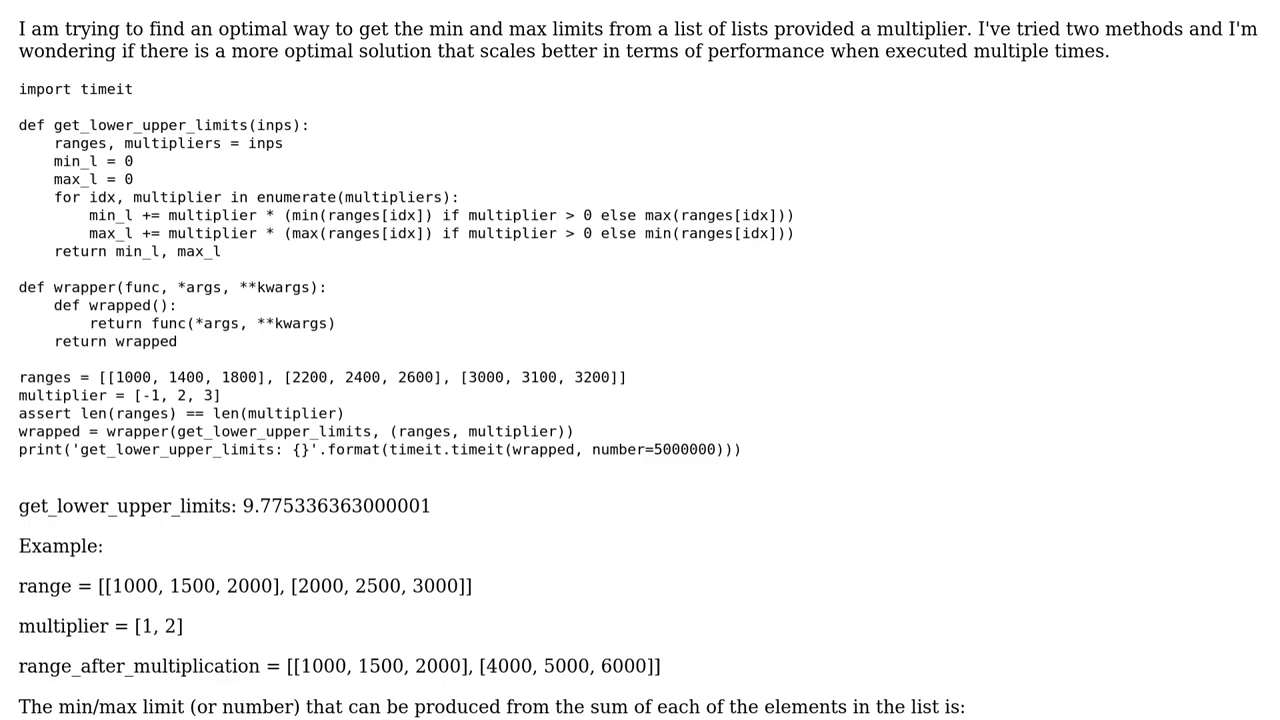 I am trying to find an optimal way to get the min and max limits from a list of lists provided a multiplier. I've tried two methods and I'm
wondering if there is a more optimal solution that scales better in terms of performance when executed multiple times.
import timeit
def get_lower_upper_limits(inps):
    ranges, multipliers = inps
    min_l = 0
    max_l = 0
    for idx, multiplier in enumerate(multipliers):
        min_l += multiplier * (min(ranges[idx]) if multiplier > 0 else max(ranges[idx]))
        max_l += multiplier * (max(ranges[idx]) if multiplier > 0 else min(ranges[idx]))
    return min_l, max_l
def wrapper(func, *args, **kwargs):
    def wrapped():
        return func(*args, **kwargs)
    return wrapped
ranges = [[1000, 1400, 1800], [2200, 2400, 2600], [3000, 3100, 3200]]
multiplier = [-1, 2, 3]
assert len(ranges) == len(multiplier)
wrapped = wrapper(get_lower_upper_limits, (ranges, multiplier))
print('get_lower_upper_limits: {}'.format(timeit.timeit(wrapped, number=5000000)))
get_lower_upper_limits: 9.775336363000001
Example:
range = [[1000, 1500, 2000], [2000, 2500, 3000]]
multiplier = [1, 2]
range_after_multiplication = [[1000, 1500, 2000], [4000, 5000, 6000]]
The min/max limit (or number) that can be produced from the sum of each of the elements in the list is: